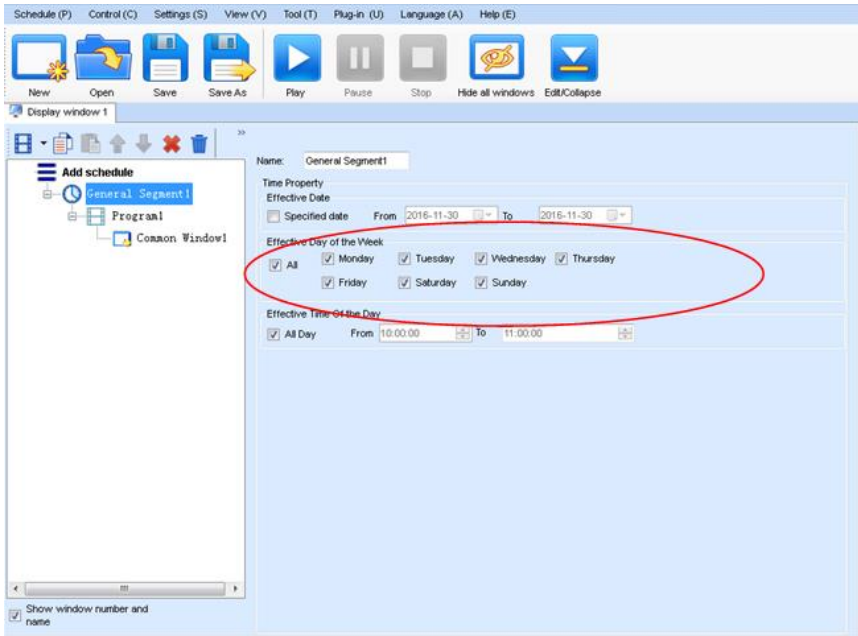 Schedule (P) Control (C) Settings (S) View (V) Tool (T) Plug-in (U) Language (A) Help (E)
New Open Save Save As Play Pause Stop Hide all windows Edit/Collapse
Display window 1
Add schedule
General Segment1
Program1
Common Window1
Show window number and
name
Name: General Segment1
Time Property
Effective Date
Specified date From 2016-11-30 To 2016-11-30
Effective Day of the Week
All Monday Tuesday Wednesday Thursday
Friday Saturday Sunday
Effective Time Of the Day
All Day From 10:00:00 To 11:00:00